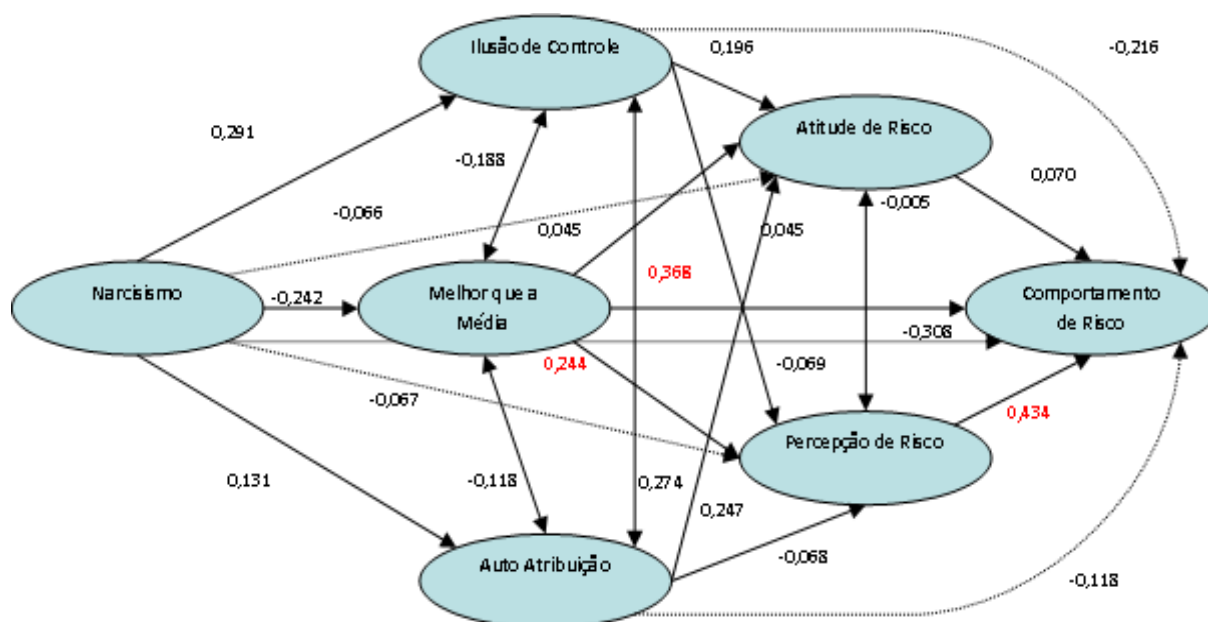 Ilusão de Controle
0,196
-0,216
0,291
Atitude de Risco
-0,188
0,070
-0,066
-0,005
0,045
0,045
0,368
Narcisismo
-0,242
Melhor que a
Média
Comportamento
de Risco
-0,308
0,244
-0,069
-0,067
0,434
Percepção de Risco
0,131
-0,118
0,274
0,247
-0,068
Auto Atribuição
-0,118